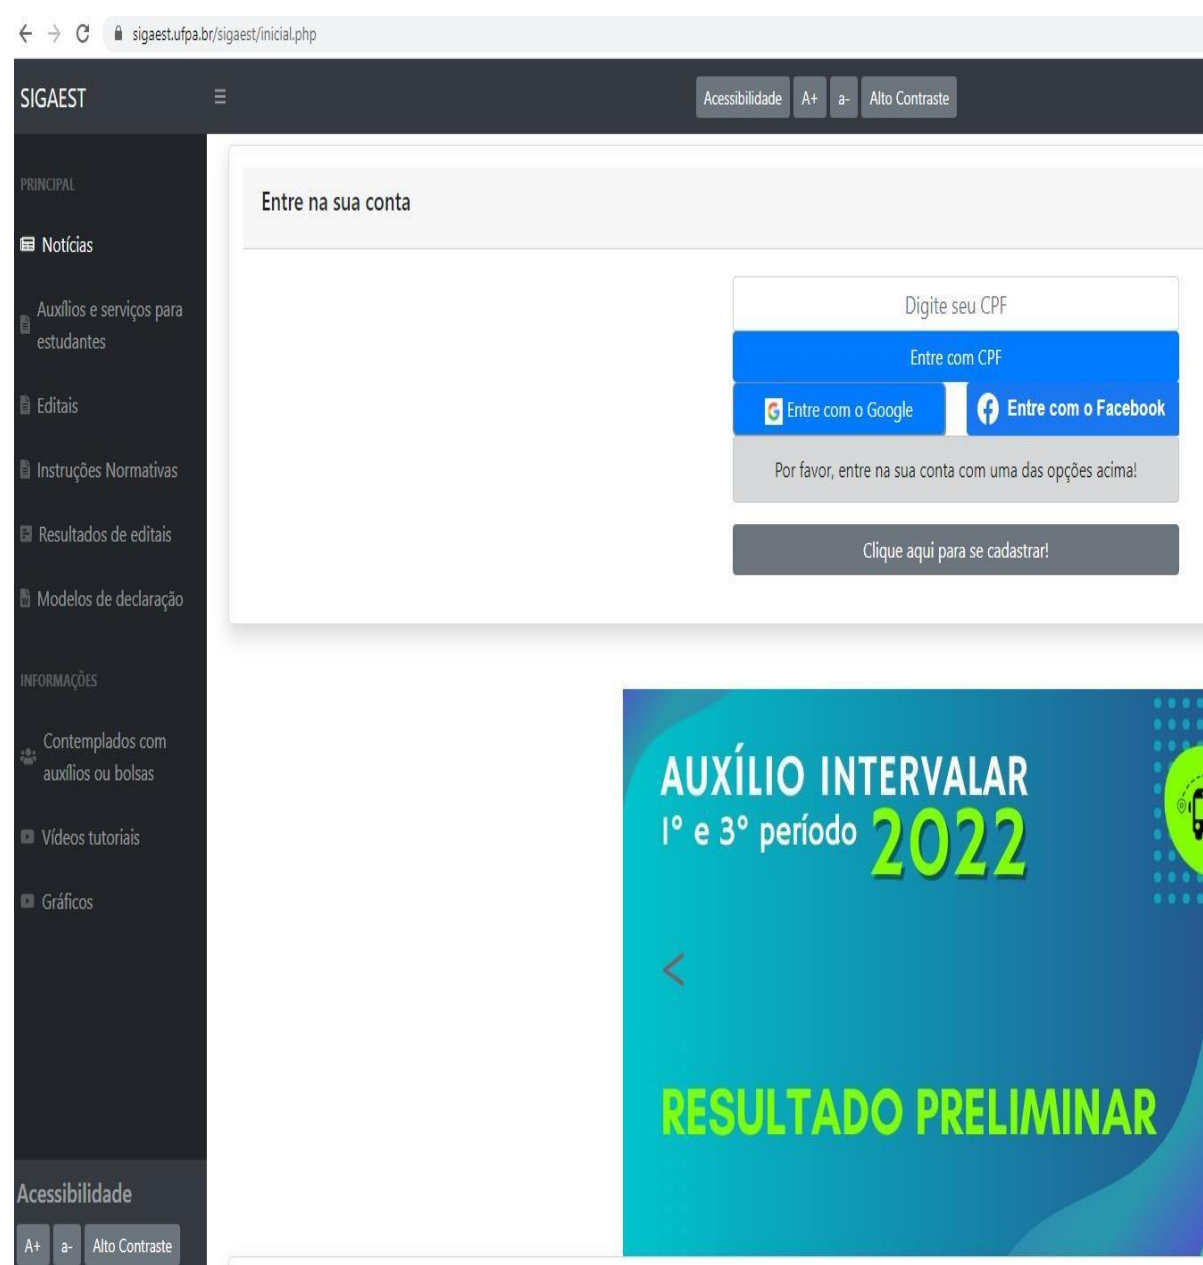 sigaest.ufpa.br/sigaest/inicial.php
SIGAEST
Acessibilidade A+ a- Alto Contraste
PRINCIPAL
Notícias
Auxílios e serviços para
estudantes
Editais
Instruções Normativas
Resultados de editais
Modelos de declaração
INFORMAÇÕES
Contemplados com
auxílios ou bolsas
Vídeos tutoriais
Gráficos
Acessibilidade
A+ a- Alto Contraste
Entre na sua conta
Digite seu CPF
Entre com CPF
Entre com o Google Entre com o Facebook
Por favor, entre na sua conta com uma das opções acima!
Clique aqui para se cadastrar!
AUXÍLIO INTERVALAR
1º e 3º período 2022
RESULTADO PRELIMINAR